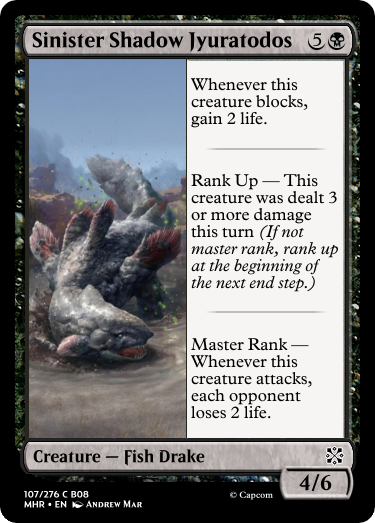 Sinister Shadow Jyuratodos 5
Whenever this
creature blocks,
gain 2 life.
Rank Up — This
creature was dealt 3
or more damage
this turn (If not
master rank, rank up
at the beginning of
the next end step.)
Master Rank —
Whenever this
creature attacks,
each opponent
loses 2 life.
Creature — Fish Drake
4/6
107/276 C B08
MHR • EN Andrew Mar
© Capcom